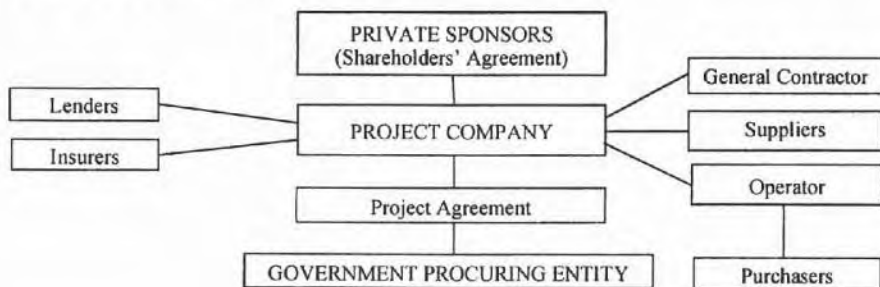 PRIVATE SPONSORS
(Shareholders' Agreement)
General Contractor
Lenders
PROJECT COMPANY
Suppliers
Insurers
Operator
Project Agreement
GOVERNMENT PROCURING ENTITY
Purchasers